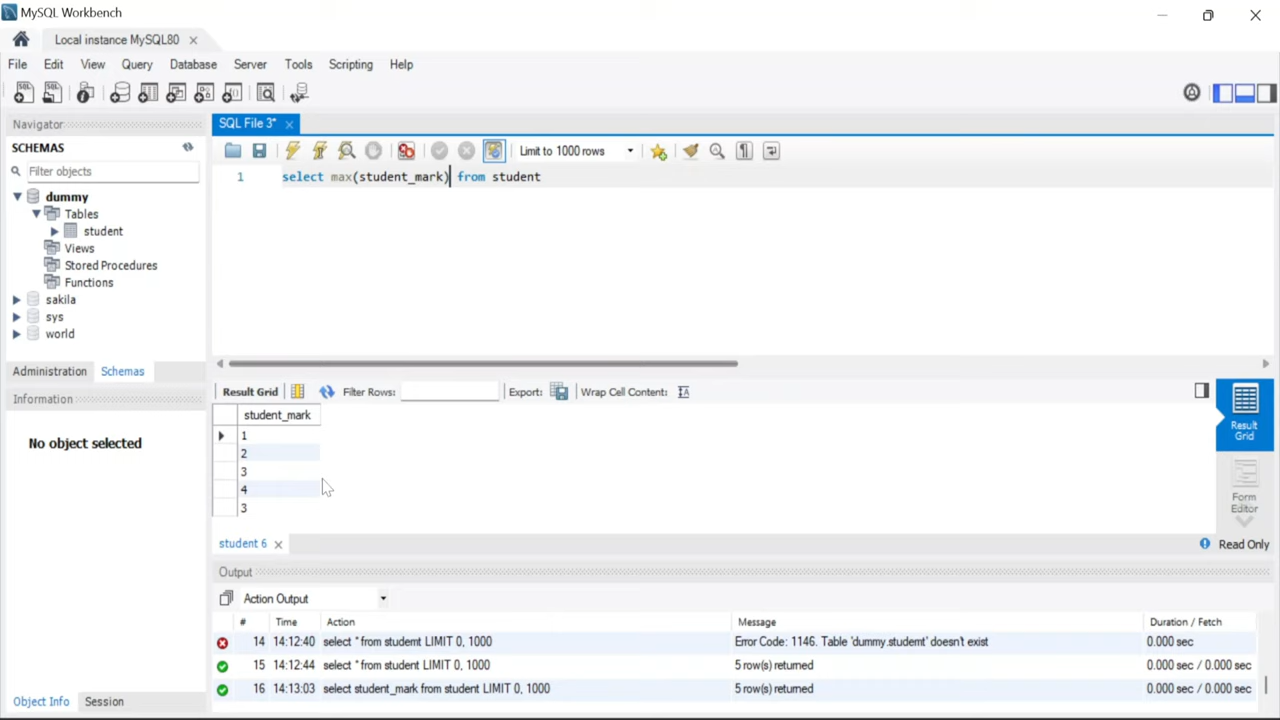 MySQL Workbench
Local instance MySQL80
File Edit View Query Database Server Tools Scripting Help
Navigator
SCHEMAS
Filter objects
dummy
Tables
student
Views
Stored Procedures
Functions
sakila
sys
world
Administration Schemas
Information
No object selected
Object Info Session
SQL File 3*
Limit to 1000 rows
1 select max(student_mark) from student
Result Grid Filter Rows: Export: Wrap Cell Content:
student_mark
1
2
3
4
3
Result Grid
Form Editor
student 6
Read Only
Output
Action Output
# Time Action Message Duration / Fetch
14 14:12:40 select * from studemt LIMIT 0, 1000 Error Code: 1146. Table 'dummy.studemt' doesn't exist 0.000 sec
15 14:12:44 select * from student LIMIT 0, 1000 5 row(s) returned 0.000 sec / 0.000 sec
16 14:13:03 select student_mark from student LIMIT 0, 1000 5 row(s) returned 0.000 sec / 0.000 sec